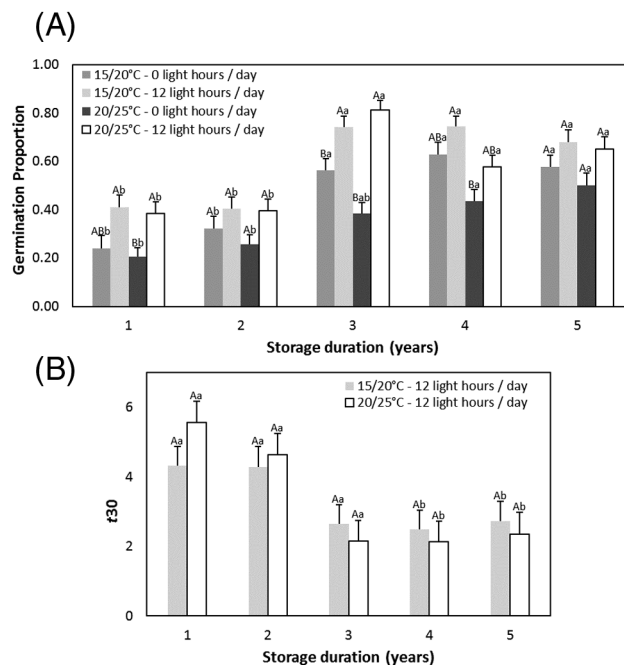 (A)
1.00
0.80
0.60
0.40
0.20
0.00
Germination Proportion
15/20°C - 0 light hours / day
15/20°C - 12 light hours / day
20/25°C - 0 light hours / day
20/25°C - 12 light hours / day
ABb Ab Bb Ab
Ab Ab Ab Ab
Ba Aa Bab Aa
ABa Aa Ba ABa
Aa Aa Aa Aa
1 2 3 4 5
Storage duration (years)
(B)
15/20°C - 12 light hours / day
20/25°C - 12 light hours / day
6
4
2
0
t30
Aa Aa Aa Aa Aa Aa Ab Ab Ab Ab
1 2 3 4 5
Storage duration (years)